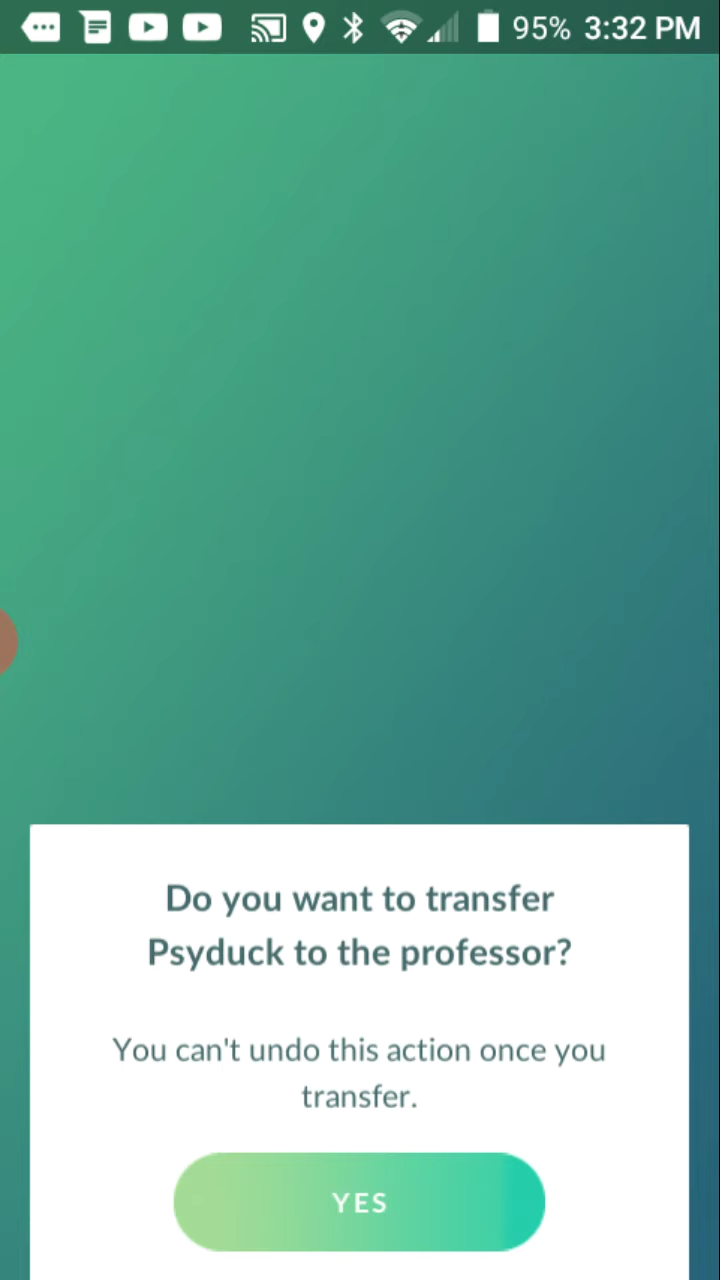 95% 3:32 PM
Do you want to transfer
Psyduck to the professor?
You can't undo this action once you
transfer.
YES